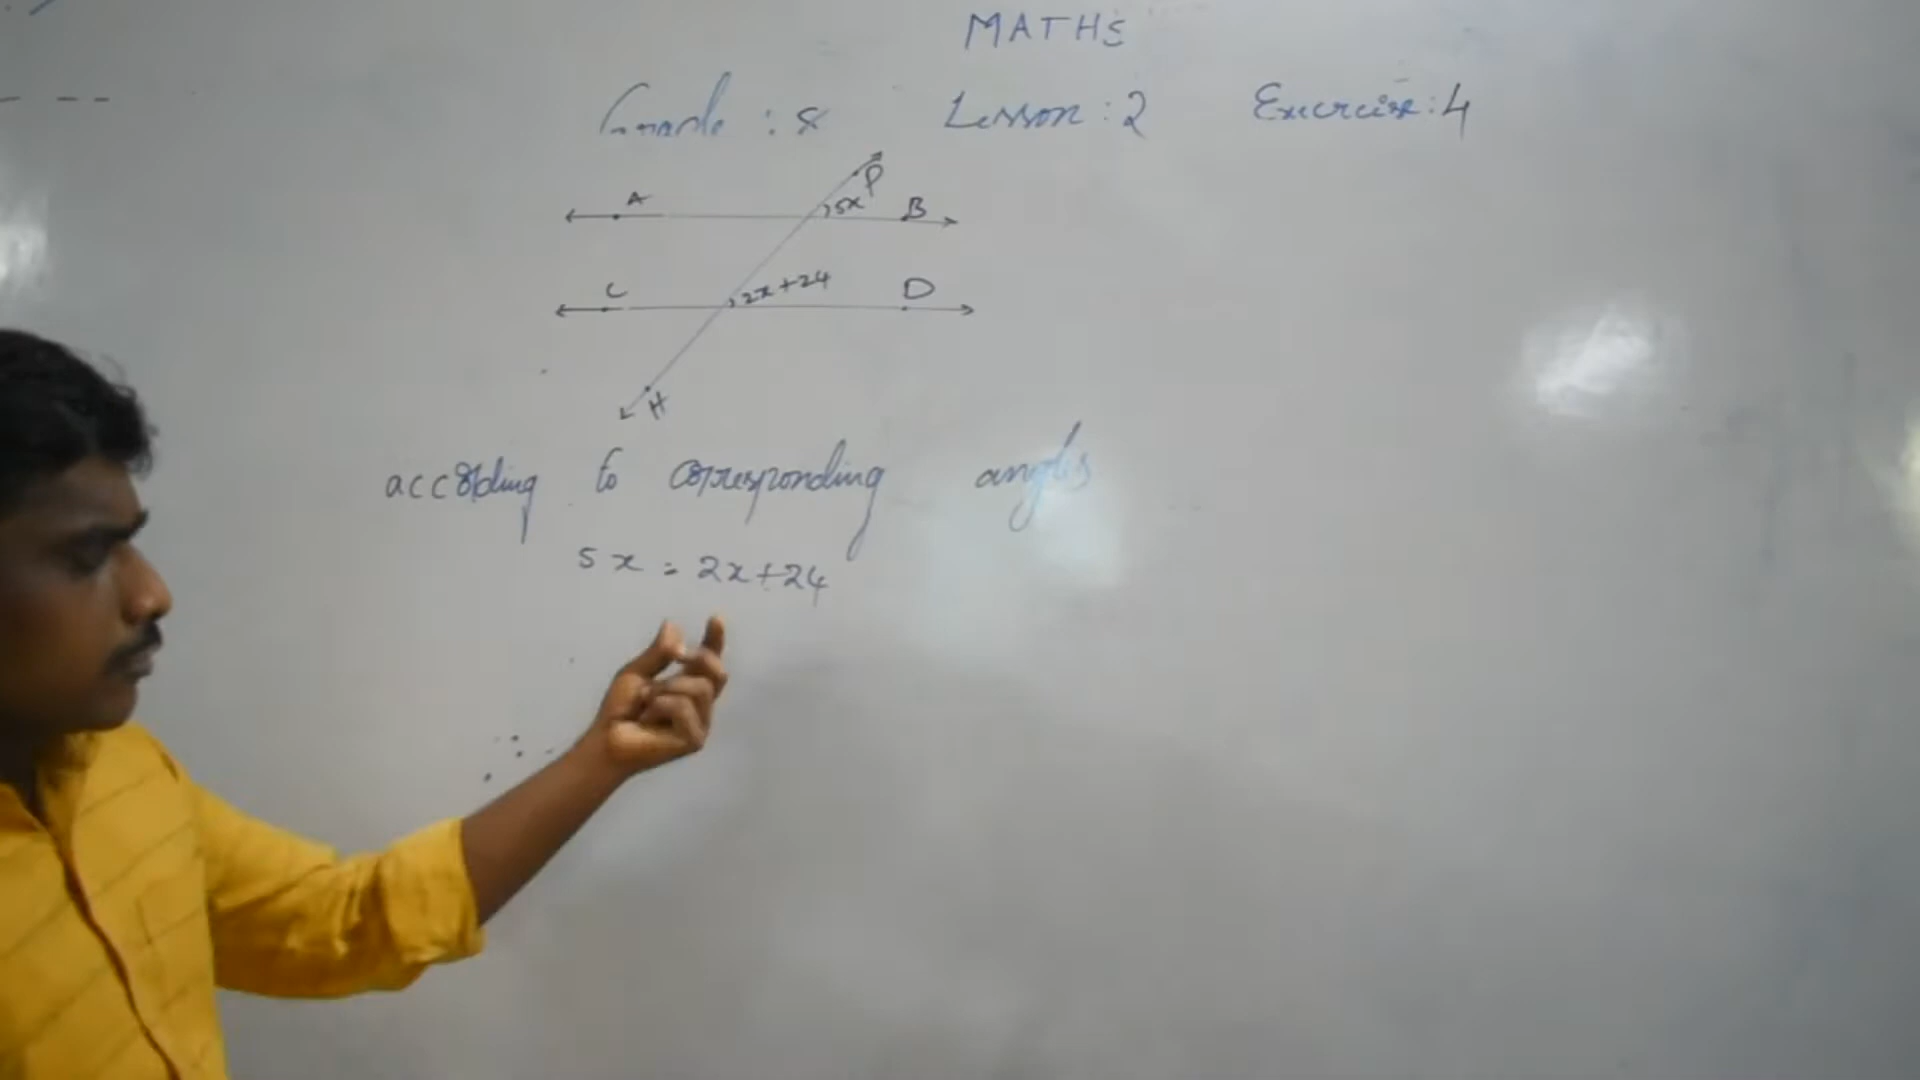 MATHS
Grade : 8 Lesson : 2 Exercise : 4
P
A 5x B
C 2x+24 D
H
according to corresponding angles
5x = 2x+24